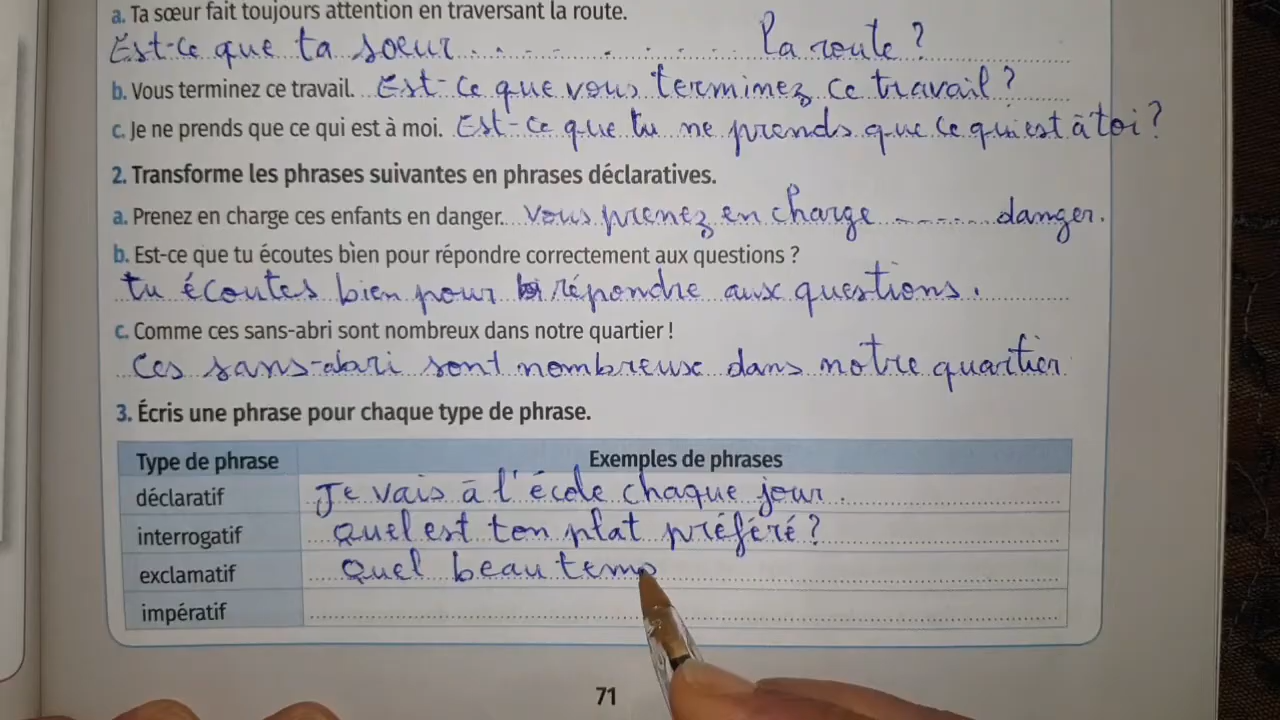 a. Ta sœur fait toujours attention en traversant la route.
Est-ce que ta soeur .................. la route ?
b. Vous terminez ce travail. Est-ce que vous terminez ce travail ?
c. Je ne prends que ce qui est à moi. Est-ce que tu ne prends que ce qui est à toi ?
2. Transforme les phrases suivantes en phrases déclaratives.
a. Prenez en charge ces enfants en danger. Vous prenez en charge ........ danger.
b. Est-ce que tu écoutes bien pour répondre correctement aux questions ?
tu écoutes bien pour répondre aux questions.
c. Comme ces sans-abri sont nombreux dans notre quartier !
Ces sans-abri sont nombreux dans notre quartier
3. Écris une phrase pour chaque type de phrase.
Type de phrase Exemples de phrases
déclaratif Je vais à l'école chaque jour.
interrogatif Quel est ton plat préféré ?
exclamatif Quel beau temp
impératif
71